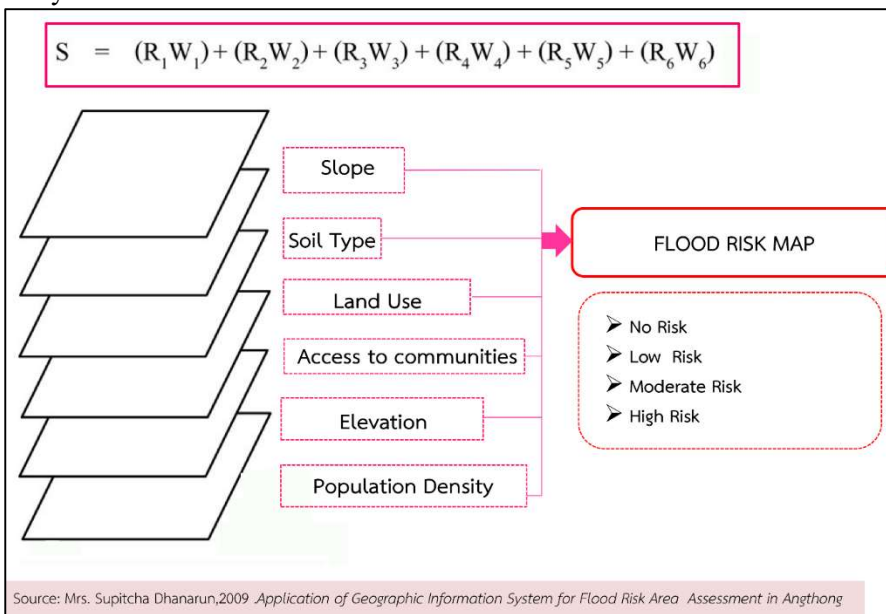 S = (R₁W₁) + (R₂W₂) + (R₃W₃) + (R₄W₄) + (R₅W₅) + (R₆W₆)
Slope
Soil Type
Land Use
Access to communities
Elevation
Population Density
FLOOD RISK MAP
➢ No Risk
➢ Low Risk
➢ Moderate Risk
➢ High Risk
Source: Mrs. Supitcha Dhanarun,2009 .Application of Geographic Information System for Flood Risk Area Assessment in Angthong